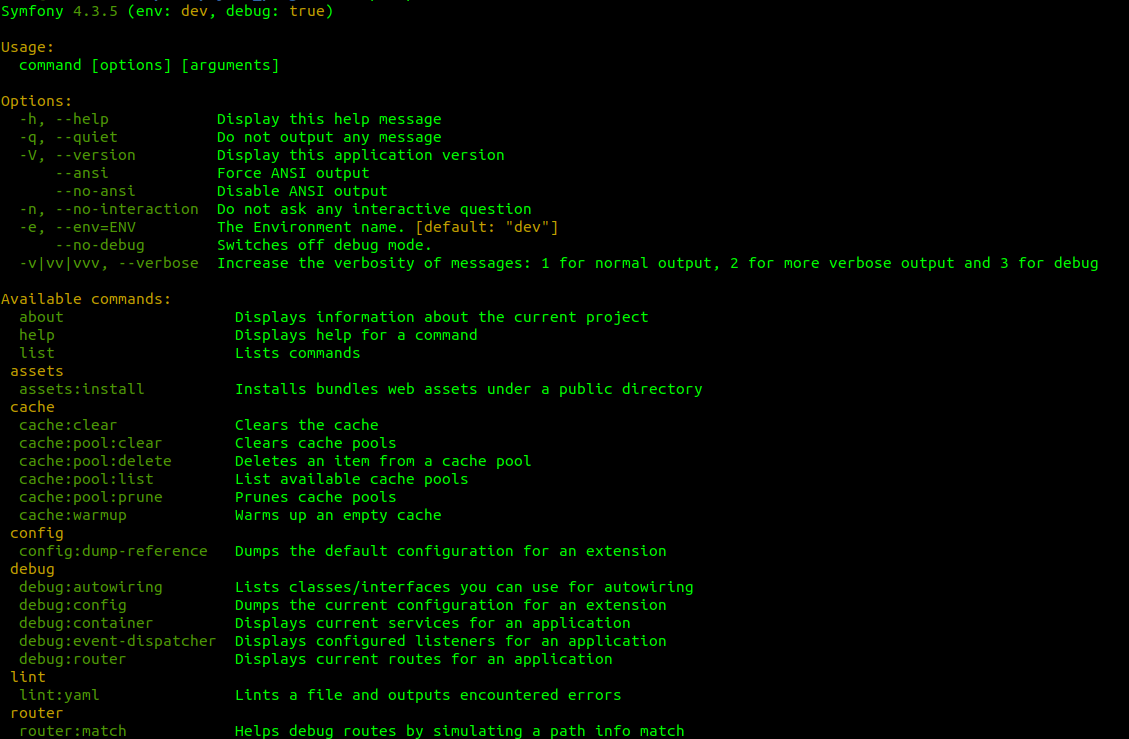 Symfony 4.3.5 (env: dev, debug: true)
Usage:
command [options] [arguments]
Options:
-h, --help Display this help message
-q, --quiet Do not output any message
-V, --version Display this application version
--ansi Force ANSI output
--no-ansi Disable ANSI output
-n, --no-interaction Do not ask any interactive question
-e, --env=ENV The Environment name. [default: "dev"]
--no-debug Switches off debug mode.
-v|vv|vvv, --verbose Increase the verbosity of messages: 1 for normal output, 2 for more verbose output and 3 for debug
Available commands:
about Displays information about the current project
help Displays help for a command
list Lists commands
assets
assets:install Installs bundles web assets under a public directory
cache
cache:clear Clears the cache
cache:pool:clear Clears cache pools
cache:pool:delete Deletes an item from a cache pool
cache:pool:list List available cache pools
cache:pool:prune Prunes cache pools
cache:warmup Warms up an empty cache
config
config:dump-reference Dumps the default configuration for an extension
debug
debug:autowiring Lists classes/interfaces you can use for autowiring
debug:config Dumps the current configuration for an extension
debug:container Displays current services for an application
debug:event-dispatcher Displays configured listeners for an application
debug:router Displays current routes for an application
lint
lint:yaml Lints a file and outputs encountered errors
router
router:match Helps debug routes by simulating a path info match